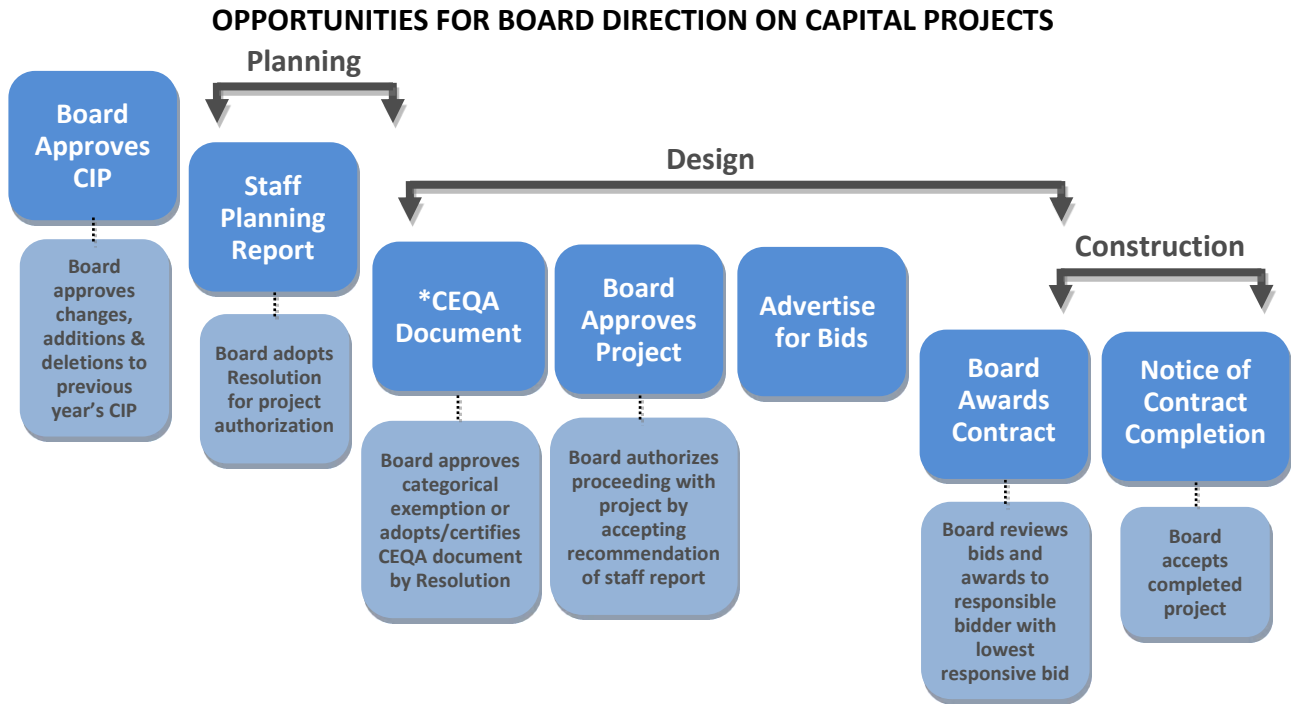 OPPORTUNITIES FOR BOARD DIRECTION ON CAPITAL PROJECTS
Planning
Design
Construction
Board
Approves
CIP
Board
approves
changes,
additions &
deletions to
previous
year’s CIP
Staff
Planning
Report
Board adopts
Resolution
for project
authorization
*CEQA
Document
Board approves
categorical
exemption or
adopts/certifies
CEQA document
by Resolution
Board
Approves
Project
Board authorizes
proceeding with
project by
accepting
recommendation
of staff report
Advertise
for Bids
Board
Awards
Contract
Board reviews
bids and
awards to
responsible
bidder with
lowest
responsive bid
Notice of
Contract
Completion
Board
accepts
completed
project